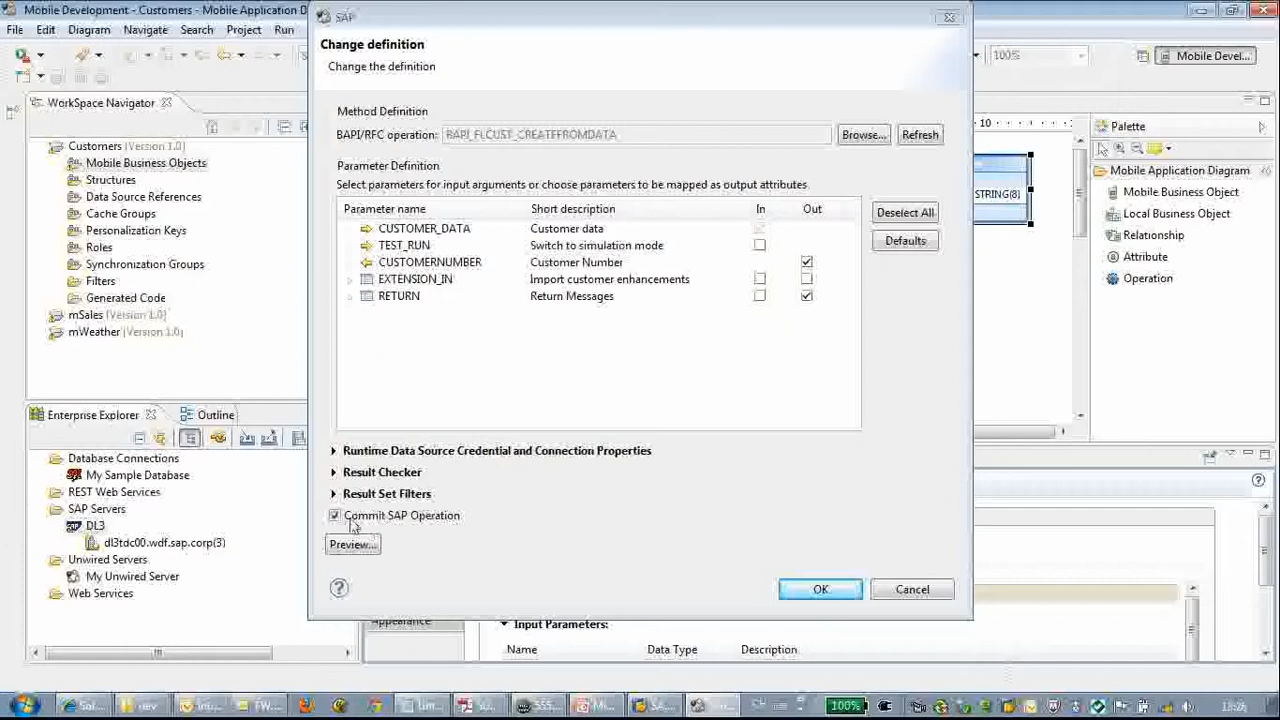 Mobile Development - Customers - Mobile Application D
File Edit Diagram Navigate Search Project Run
100%
Mobile Devel...
WorkSpace Navigator
Customers (Version 1.0)
Mobile Business Objects
Structures
Data Source References
Cache Groups
Personalization Keys
Roles
Synchronization Groups
Filters
Generated Code
mSales (Version 1.0)
mWeather (Version 1.0)
Enterprise Explorer Outline
Database Connections
My Sample Database
REST Web Services
SAP Servers
DL3
dl3tdc00.wdf.sap.corp(3)
Unwired Servers
My Unwired Server
Web Services
SAP
Change definition
Change the definition
Method Definition
BAPI/RFC operation: BAPI_FLCUST_CREATEFROMDATA Browse... Refresh
Parameter Definition
Select parameters for input arguments or choose parameters to be mapped as output attributes.
Parameter name Short description In Out
CUSTOMER_DATA Customer data
TEST_RUN Switch to simulation mode
CUSTOMERNUMBER Customer Number
EXTENSION_IN Import customer enhancements
RETURN Return Messages
Deselect All
Defaults
Runtime Data Source Credential and Connection Properties
Result Checker
Result Set Filters
Commit SAP Operation
Preview...
OK Cancel
10
STRING(8)
Palette
Mobile Application Diagram
Mobile Business Object
Local Business Object
Relationship
Attribute
Operation
Appearance
Input Parameters:
Name Data Type Description
100%
18:26